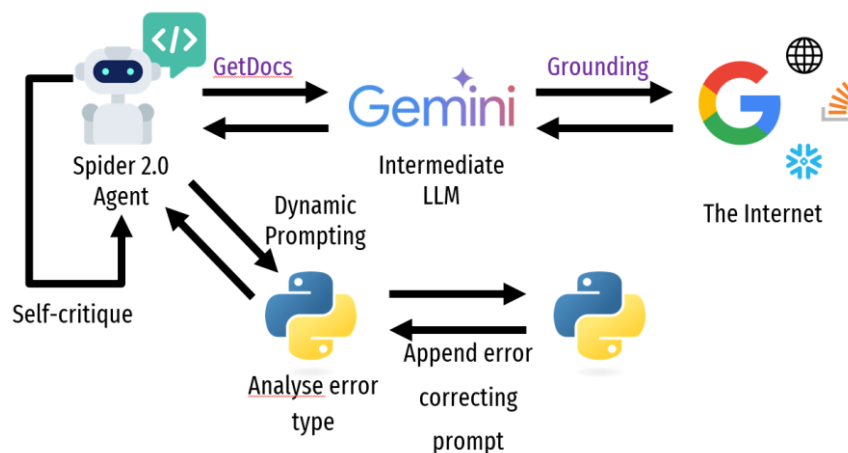 </>
GetDocs
Grounding
Gemini
Spider 2.0
Agent
Intermediate
LLM
The Internet
Dynamic
Prompting
Self-critique
Analyse error
type
Append error
correcting
prompt